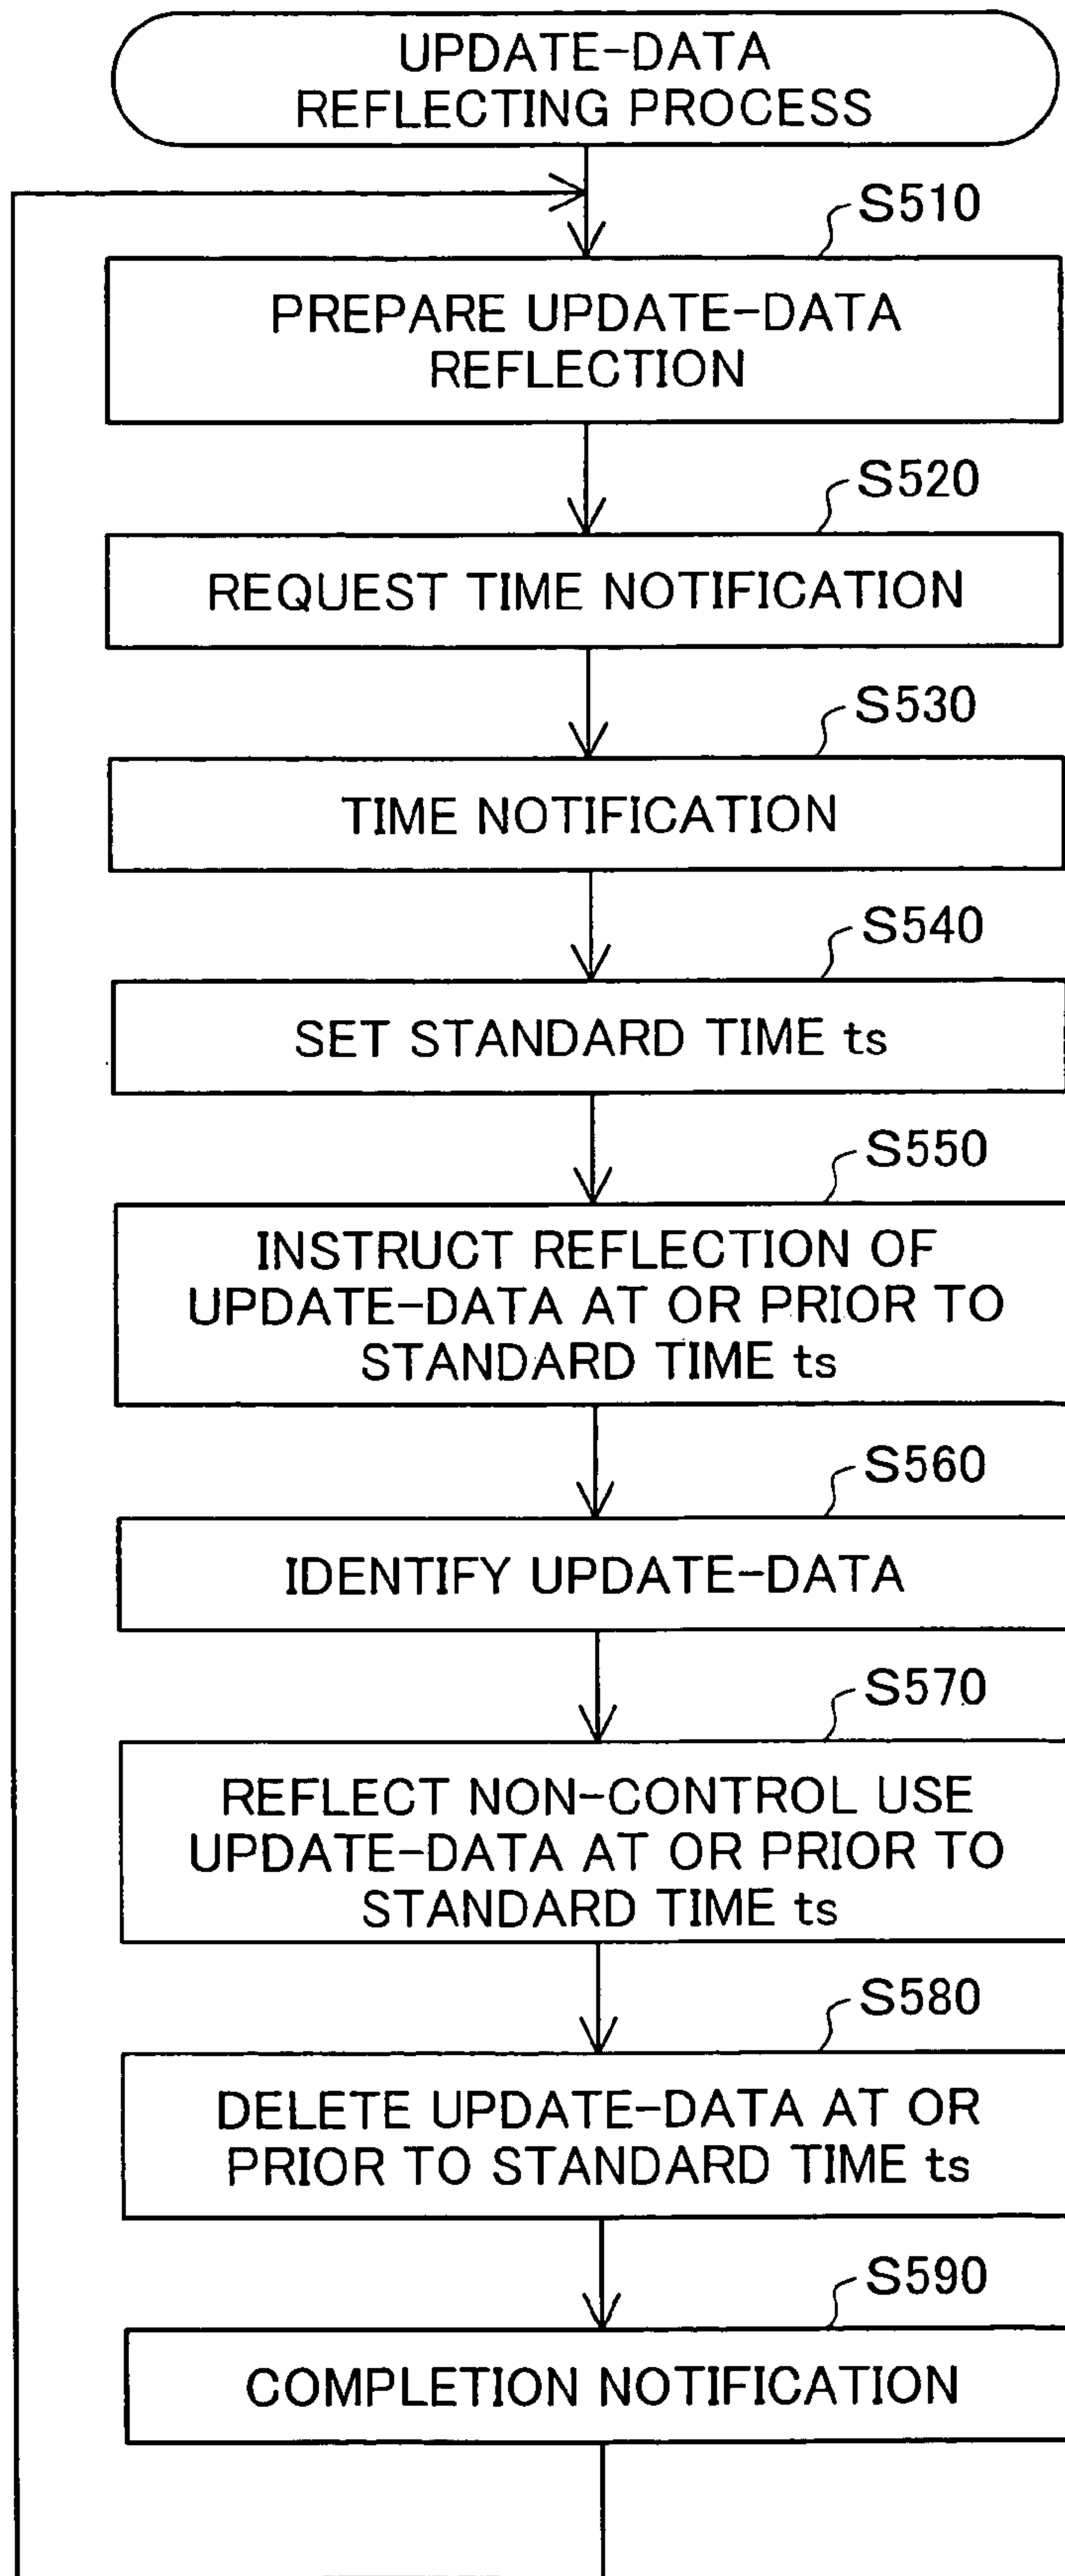 UPDATE-DATA
REFLECTING PROCESS
S510
PREPARE UPDATE-DATA
REFLECTION
S520
REQUEST TIME NOTIFICATION
S530
TIME NOTIFICATION
S540
SET STANDARD TIME ts
S550
INSTRUCT REFLECTION OF
UPDATE-DATA AT OR PRIOR TO
STANDARD TIME ts
S560
IDENTIFY UPDATE-DATA
S570
REFLECT NON-CONTROL USE
UPDATE-DATA AT OR PRIOR TO
STANDARD TIME ts
S580
DELETE UPDATE-DATA AT OR
PRIOR TO STANDARD TIME ts
S590
COMPLETION NOTIFICATION